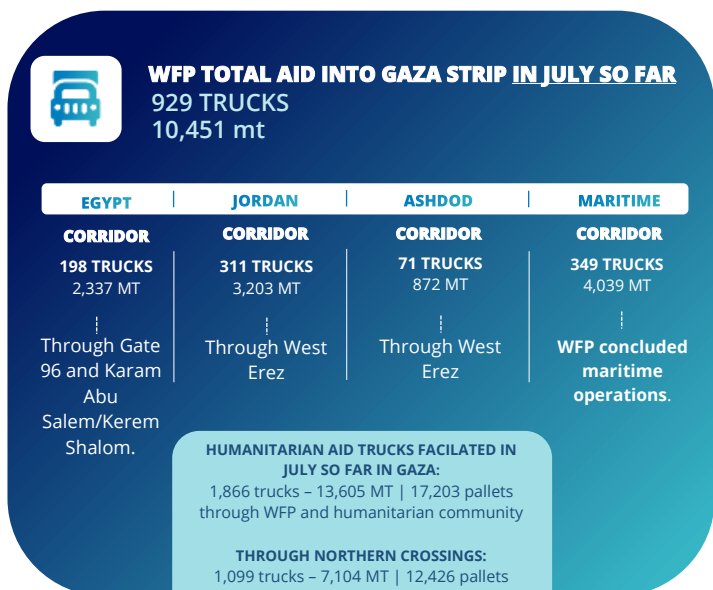 WFP TOTAL AID INTO GAZA STRIP IN JULY SO FAR
929 TRUCKS
10,451 mt
EGYPT
JORDAN
ASHDOD
MARITIME
CORRIDOR
198 TRUCKS
2,337 MT
Through Gate
96 and Karam
Abu
Salem/Kerem
Shalom.
CORRIDOR
311 TRUCKS
3,203 MT
Through West
Erez
CORRIDOR
71 TRUCKS
872 MT
Through West
Erez
CORRIDOR
349 TRUCKS
4,039 MT
WFP concluded
maritime
operations.
HUMANITARIAN AID TRUCKS FACILATED IN
JULY SO FAR IN GAZA:
1,866 trucks – 13,605 MT | 17,203 pallets
through WFP and humanitarian community
THROUGH NORTHERN CROSSINGS:
1,099 trucks – 7,104 MT | 12,426 pallets